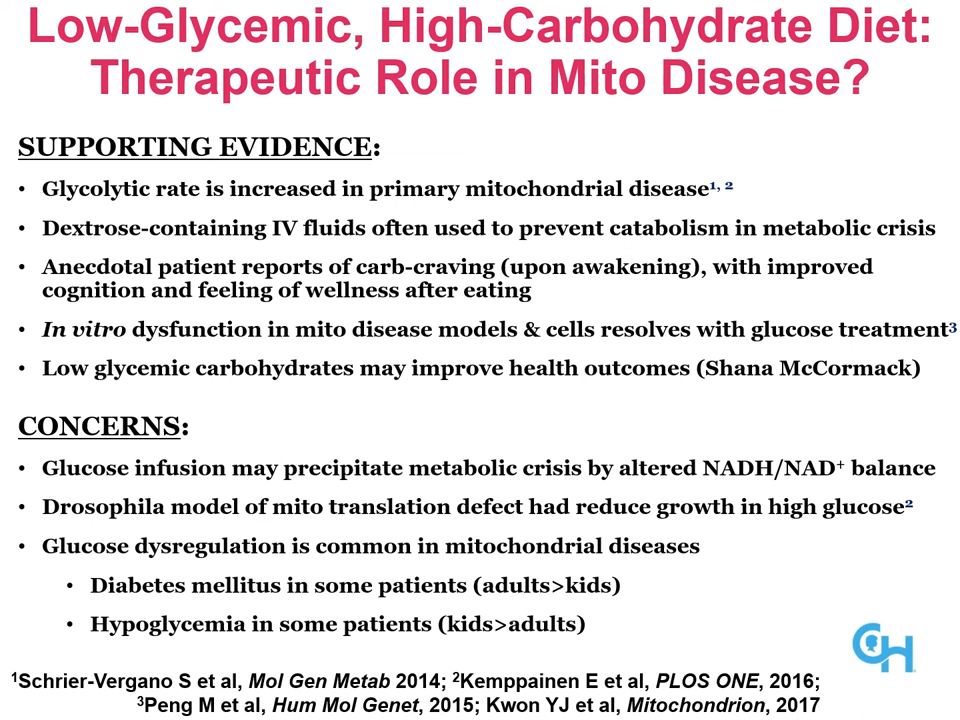 Low-Glycemic, High-Carbohydrate Diet:
Therapeutic Role in Mito Disease?
SUPPORTING EVIDENCE:
• Glycolytic rate is increased in primary mitochondrial disease1, 2
• Dextrose-containing IV fluids often used to prevent catabolism in metabolic crisis
• Anecdotal patient reports of carb-craving (upon awakening), with improved
cognition and feeling of wellness after eating
• In vitro dysfunction in mito disease models & cells resolves with glucose treatment3
• Low glycemic carbohydrates may improve health outcomes (Shana McCormack)
CONCERNS:
• Glucose infusion may precipitate metabolic crisis by altered NADH/NAD+ balance
• Drosophila model of mito translation defect had reduce growth in high glucose2
• Glucose dysregulation is common in mitochondrial diseases
• Diabetes mellitus in some patients (adults>kids)
• Hypoglycemia in some patients (kids>adults)
CH
1Schrier-Vergano S et al, Mol Gen Metab 2014; 2Kemppainen E et al, PLOS ONE, 2016;
3Peng M et al, Hum Mol Genet, 2015; Kwon YJ et al, Mitochondrion, 2017